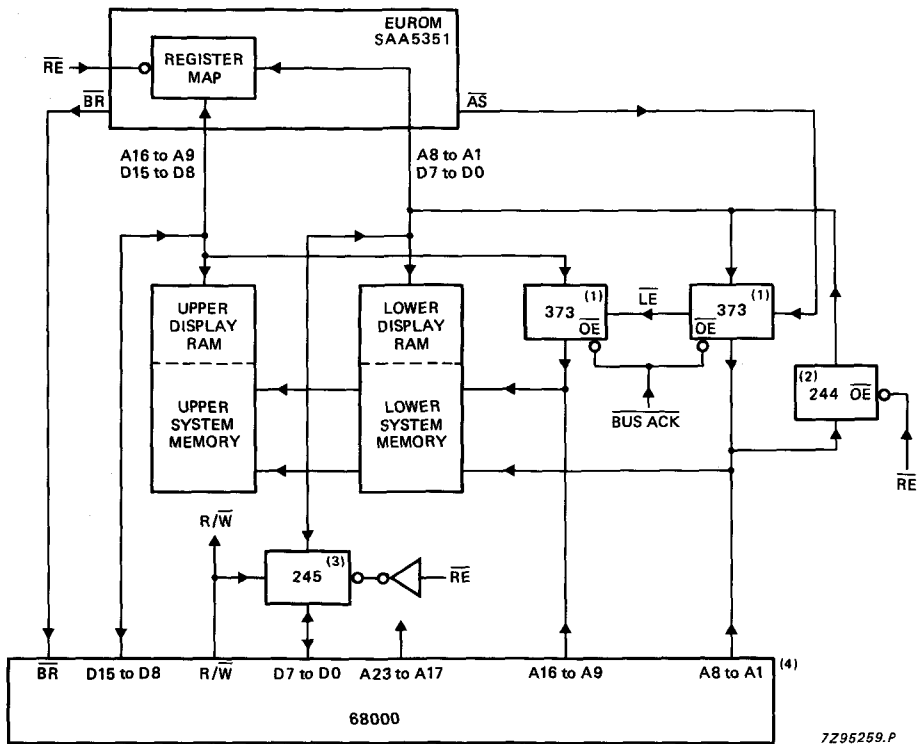 EUROM
SAA5351
REGISTER
MAP
RE
BR
AS
A16 to A9
D15 to D8
A8 to A1
D7 to D0
UPPER
DISPLAY
RAM
UPPER
SYSTEM
MEMORY
LOWER
DISPLAY
RAM
LOWER
SYSTEM
MEMORY
(1)
373
OE
LE
(1)
373
OE
BUS ACK
(2)
244 OE
RE
R/W
(3)
245
RE
BR D15 to D8 R/W D7 to D0 A23 to A17 A16 to A9 A8 to A1 (4)
68000
7Z95259.P